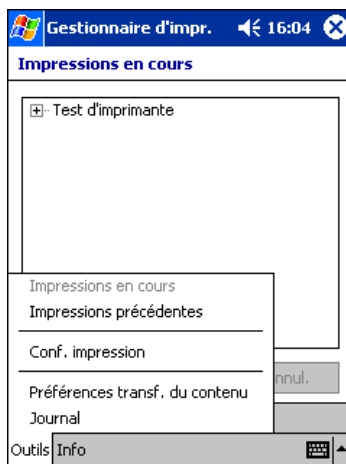 Gestionnaire d'impr. 16:04
Impressions en cours
Test d'imprimante
Impressions en cours
Impressions précédentes
Conf. impression
nnul.
Préférences transf. du contenu
Journal
Outils Info